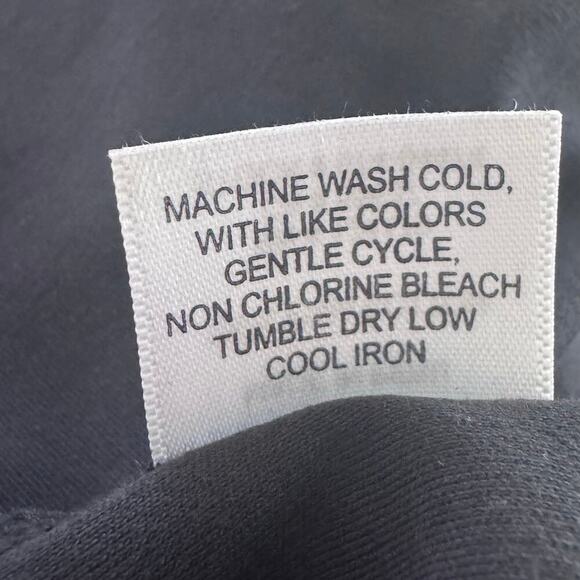 MACHINE WASH COLD,
WITH LIKE COLORS
GENTLE CYCLE,
NON CHLORINE BLEACH
TUMBLE DRY LOW
COOL IRON